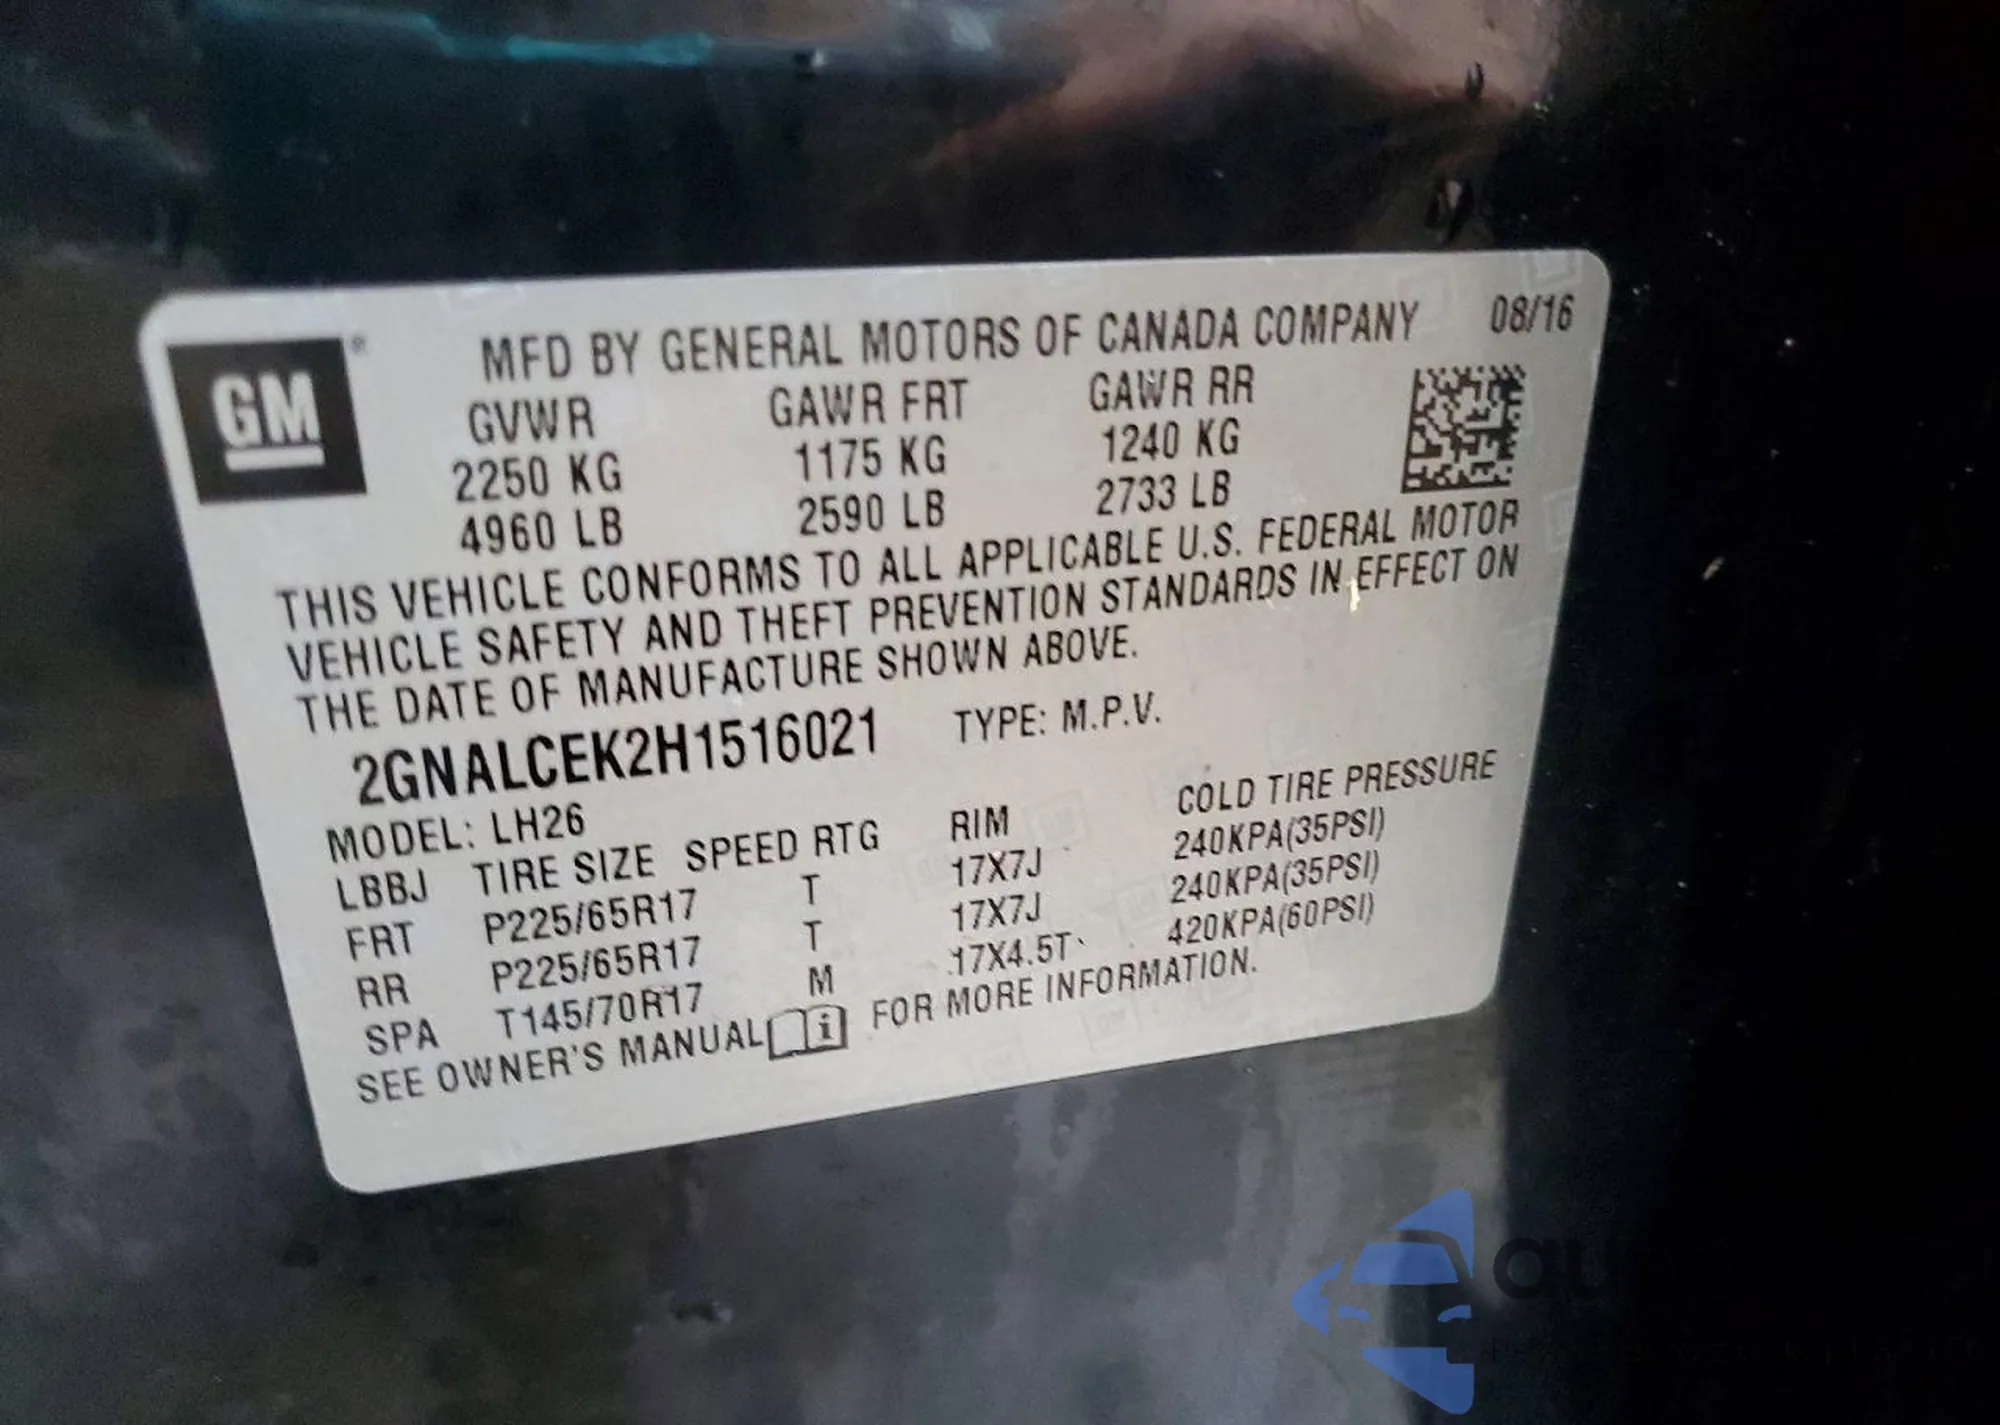 GM®
MFD BY GENERAL MOTORS OF CANADA COMPANY 08/16
GVWR GAWR FRT GAWR RR
2250 KG 1175 KG 1240 KG
4960 LB 2590 LB 2733 LB
THIS VEHICLE CONFORMS TO ALL APPLICABLE U.S. FEDERAL MOTOR
VEHICLE SAFETY AND THEFT PREVENTION STANDARDS IN EFFECT ON
THE DATE OF MANUFACTURE SHOWN ABOVE.
2GNALCEK2H1516021 TYPE: M.P.V.
MODEL: LH26
LBBJ TIRE SIZE SPEED RTG RIM COLD TIRE PRESSURE
FRT P225/65R17 T 17X7J 240KPA(35PSI)
RR P225/65R17 T 17X7J 240KPA(35PSI)
SPA T145/70R17 M 17X4.5T 420KPA(60PSI)
SEE OWNER'S MANUAL i FOR MORE INFORMATION.